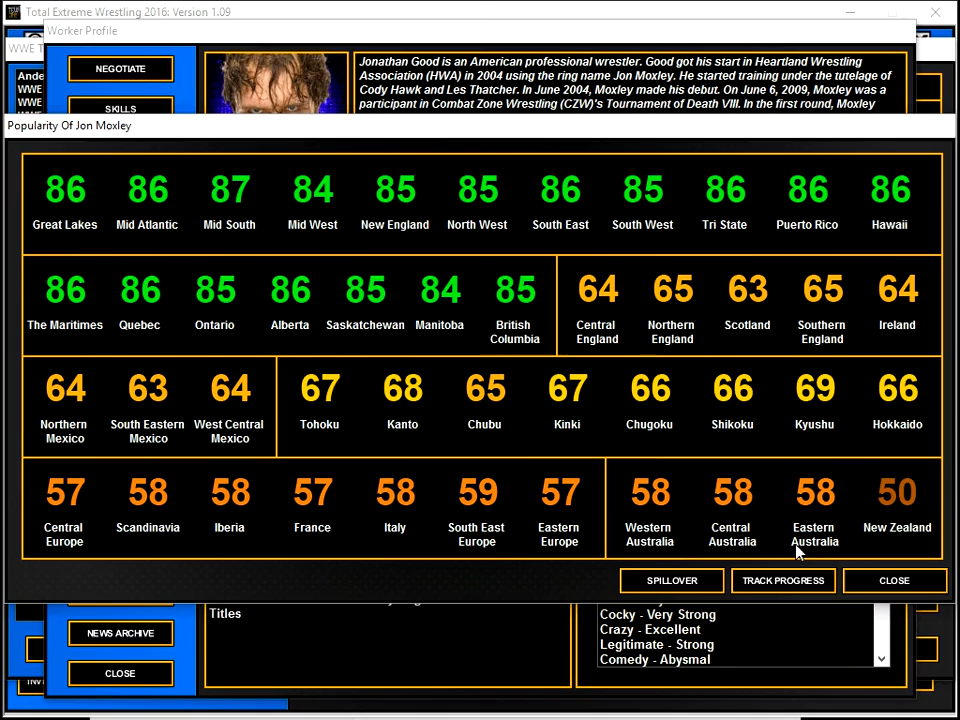 Total Extreme Wrestling 2016: Version 1.09
Worker Profile
WWE T
Ande
WWE
WWE
NEGOTIATE
SKILLS
Jonathan Good is an American professional wrestler. Good got his start in Heartland Wrestling
Association (HWA) in 2004 using the ring name Jon Moxley. He started training under the tutelage of
Cody Hawk and Les Thatcher. In June 2004, Moxley made his debut. On June 6, 2009, Moxley was a
participant in Combat Zone Wrestling (CZW)'s Tournament of Death VIII. In the first round, Moxley
Popularity Of Jon Moxley
86 86 87 84 85 85 86 85 86 86 86
Great Lakes Mid Atlantic Mid South Mid West New England North West South East South West Tri State Puerto Rico Hawaii
86 86 85 86 85 84 85 64 65 63 65 64
The Maritimes Quebec Ontario Alberta Saskatchewan Manitoba British Central Northern Scotland Southern Ireland
Columbia England England England
64 63 64 67 68 65 67 66 66 69 66
Northern South Eastern West Central Tohoku Kanto Chubu Kinki Chugoku Shikoku Kyushu Hokkaido
Mexico Mexico Mexico
57 58 58 57 58 59 57 58 58 58 50
Central Scandinavia Iberia France Italy South East Eastern Western Central Eastern New Zealand
Europe Europe Europe Australia Australia Australia
SPILLOVER TRACK PROGRESS CLOSE
Titles
Cocky - Very Strong
Crazy - Excellent
Legitimate - Strong
Comedy - Abysmal
NEWS ARCHIVE
CLOSE